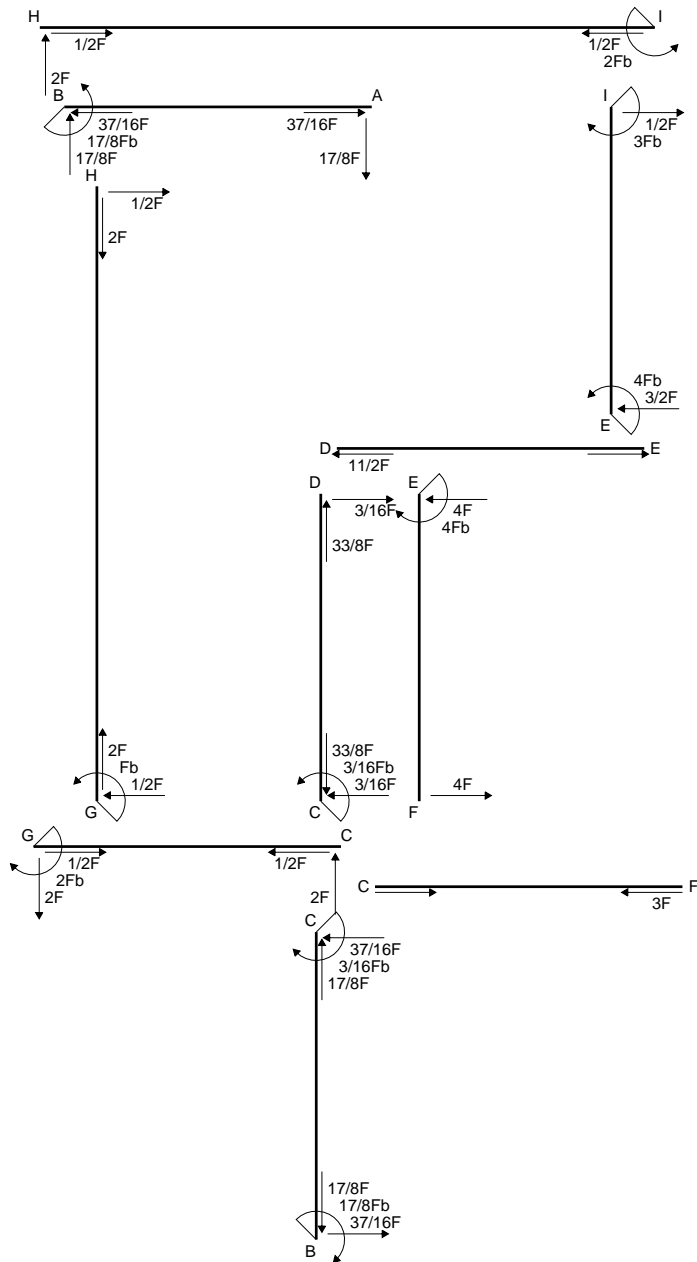 H I
1/2F 1/2F
2Fb
2F
B A I
37/16F 37/16F 1/2F
17/8Fb 3Fb
17/8F 17/8F
H
1/2F
2F
4Fb
3/2F
E
D E
11/2F
D E
3/16F 4F
4Fb
33/8F
2F 33/8F
Fb 3/16Fb
1/2F 3/16F 4F
G C F
G C
1/2F 1/2F
2Fb
2F 2F
C F
3F
C
37/16F
3/16Fb
17/8F
17/8F
17/8Fb
37/16F
B